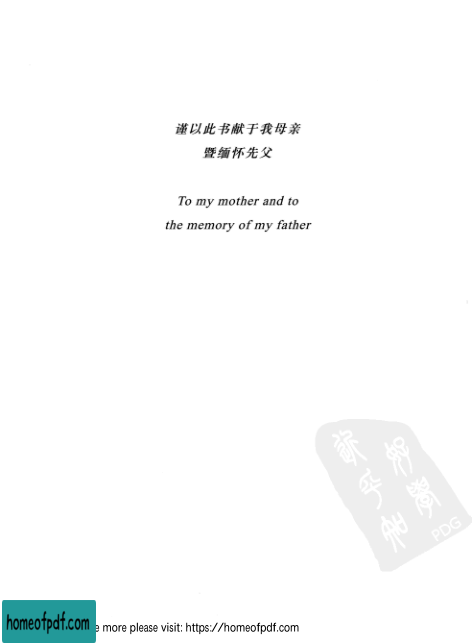 谨以此书献于我母亲
暨缅怀先父
To my mother and to
the memory of my father
PDG
homeofpdf.com
e more please visit: https://homeofpdf.com